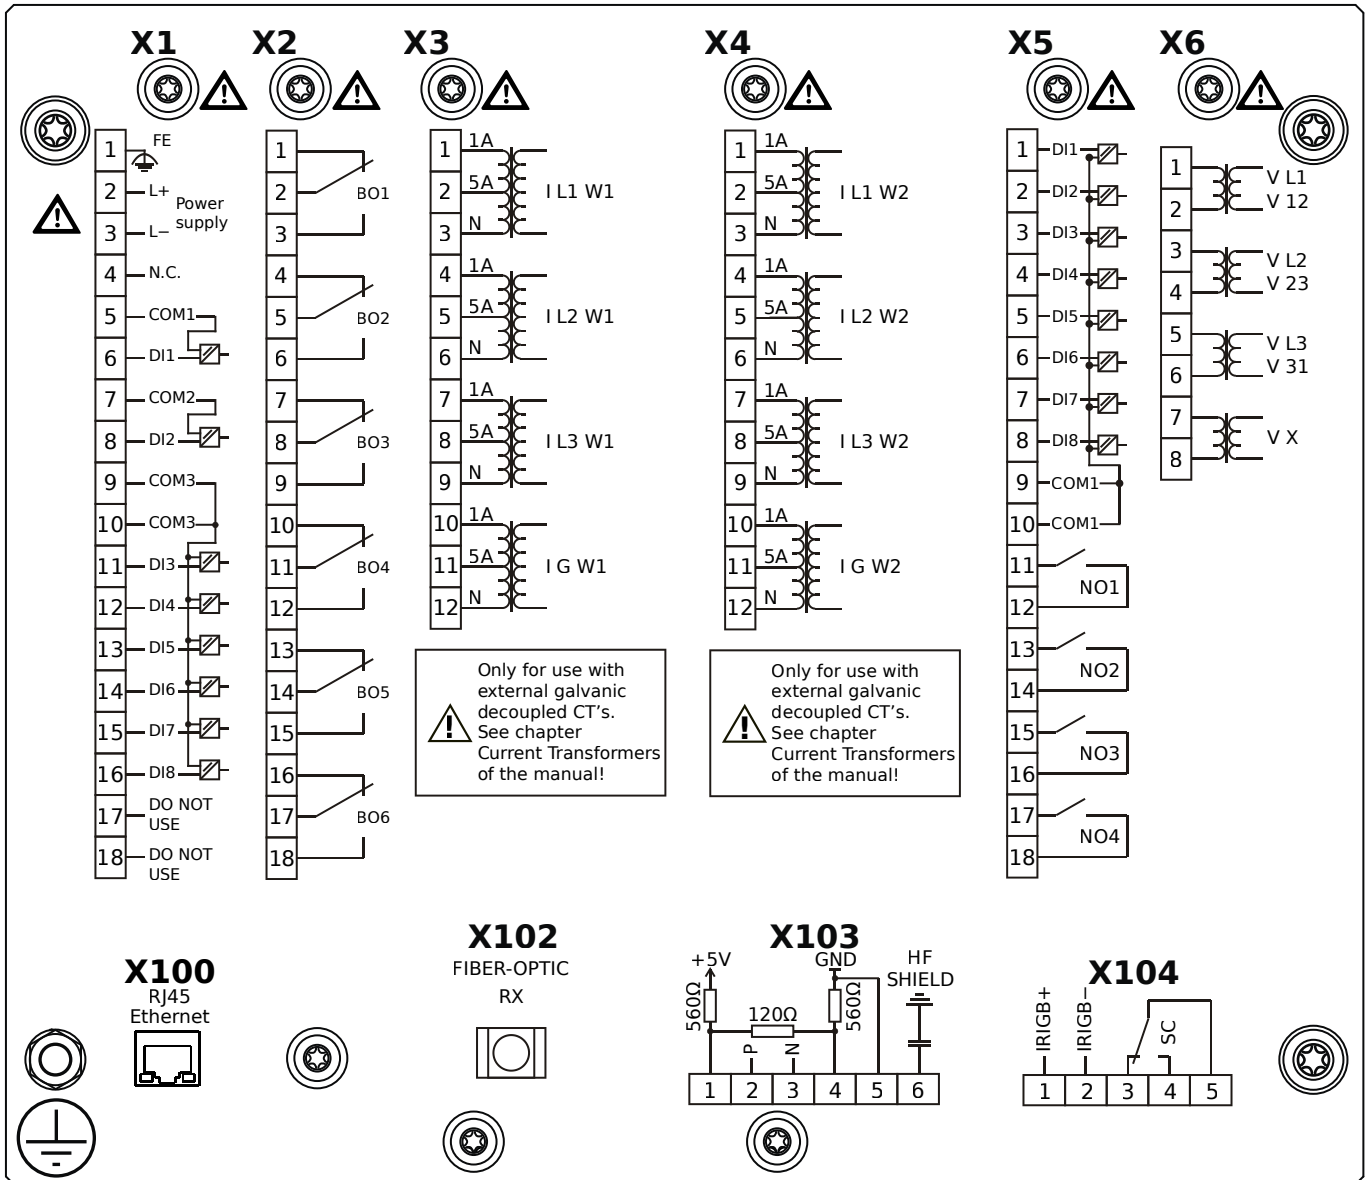 X1
1
FE
2
L+
Power
supply
3
L−
4
N.C.
5
COM1
6
DI1
7
COM2
8
DI2
9
COM3
10
COM3
11
DI3
12
DI4
13
DI5
14
DI6
15
DI7
16
DI8
17
DO NOT
USE
18
DO NOT
USE
X2
1
2
BO1
3
4
5
BO2
6
7
8
BO3
9
10
11
BO4
12
13
14
BO5
15
16
17
BO6
18
X3
1
1A
2
5A
I L1 W1
3
N
4
1A
5
5A
I L2 W1
6
N
7
1A
8
5A
I L3 W1
9
N
10
1A
11
5A
I G W1
12
N
Only for use with
external galvanic
decoupled CT's.
See chapter
Current Transformers
of the manual!
X4
1
1A
2
5A
I L1 W2
3
N
4
1A
5
5A
I L2 W2
6
N
7
1A
8
5A
I L3 W2
9
N
10
1A
11
5A
I G W2
12
N
Only for use with
external galvanic
decoupled CT's.
See chapter
Current Transformers
of the manual!
X5
1
DI1
2
DI2
3
DI3
4
DI4
5
DI5
6
DI6
7
DI7
8
DI8
9
COM1
10
COM1
11
NO1
12
13
NO2
14
15
NO3
16
17
NO4
18
X6
1
V L1
2
V 12
3
V L2
4
V 23
5
V L3
6
V 31
7
V X
8
X100
RJ45
Ethernet
X102
FIBER-OPTIC
RX
X103
+5V
GND
HF
SHIELD
560Ω
120Ω
560Ω
P
N
1 2 3 4 5 6
X104
IRIGB+
IRIGB−
SC
1 2 3 4 5